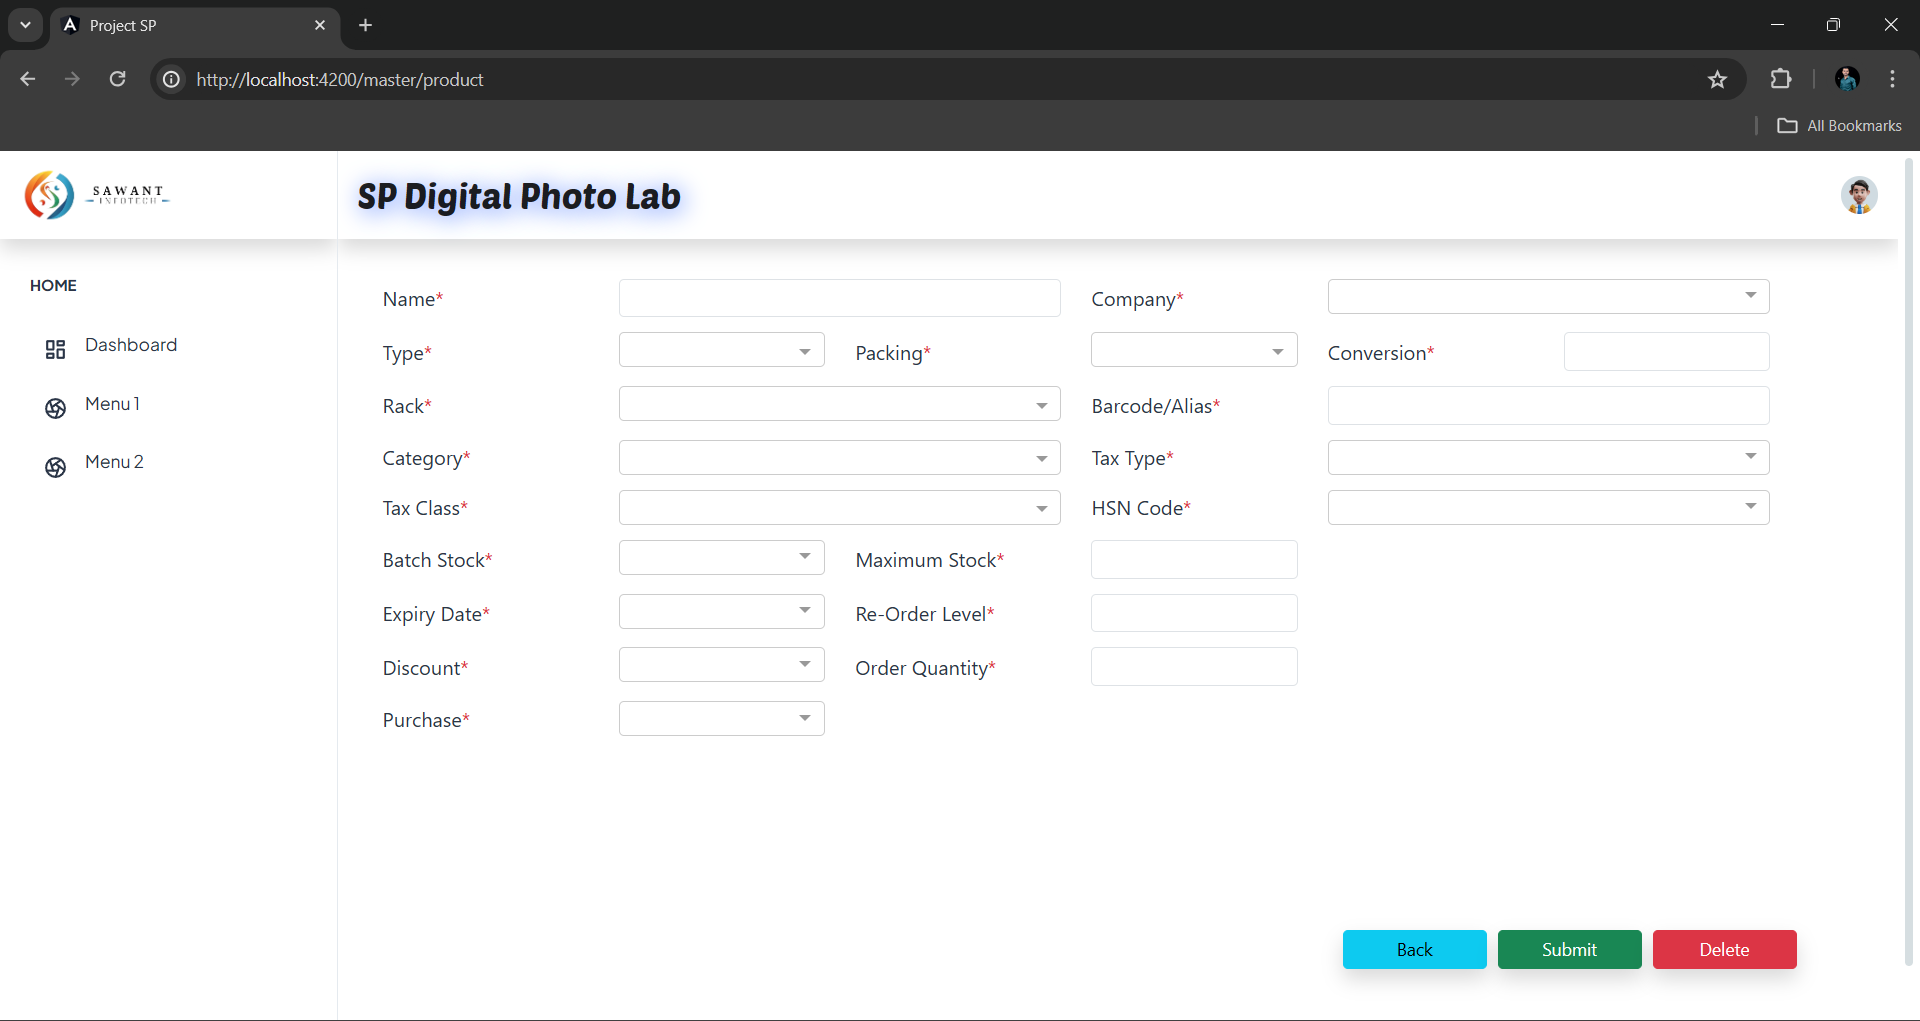 Project SP
http://localhost:4200/master/product
All Bookmarks
SAWANT
INFOTECH
SP Digital Photo Lab
HOME
Dashboard
Menu 1
Menu 2
Name* Company*
Type* Packing* Conversion*
Rack* Barcode/Alias*
Category* Tax Type*
Tax Class* HSN Code*
Batch Stock* Maximum Stock*
Expiry Date* Re-Order Level*
Discount* Order Quantity*
Purchase*
Back Submit Delete